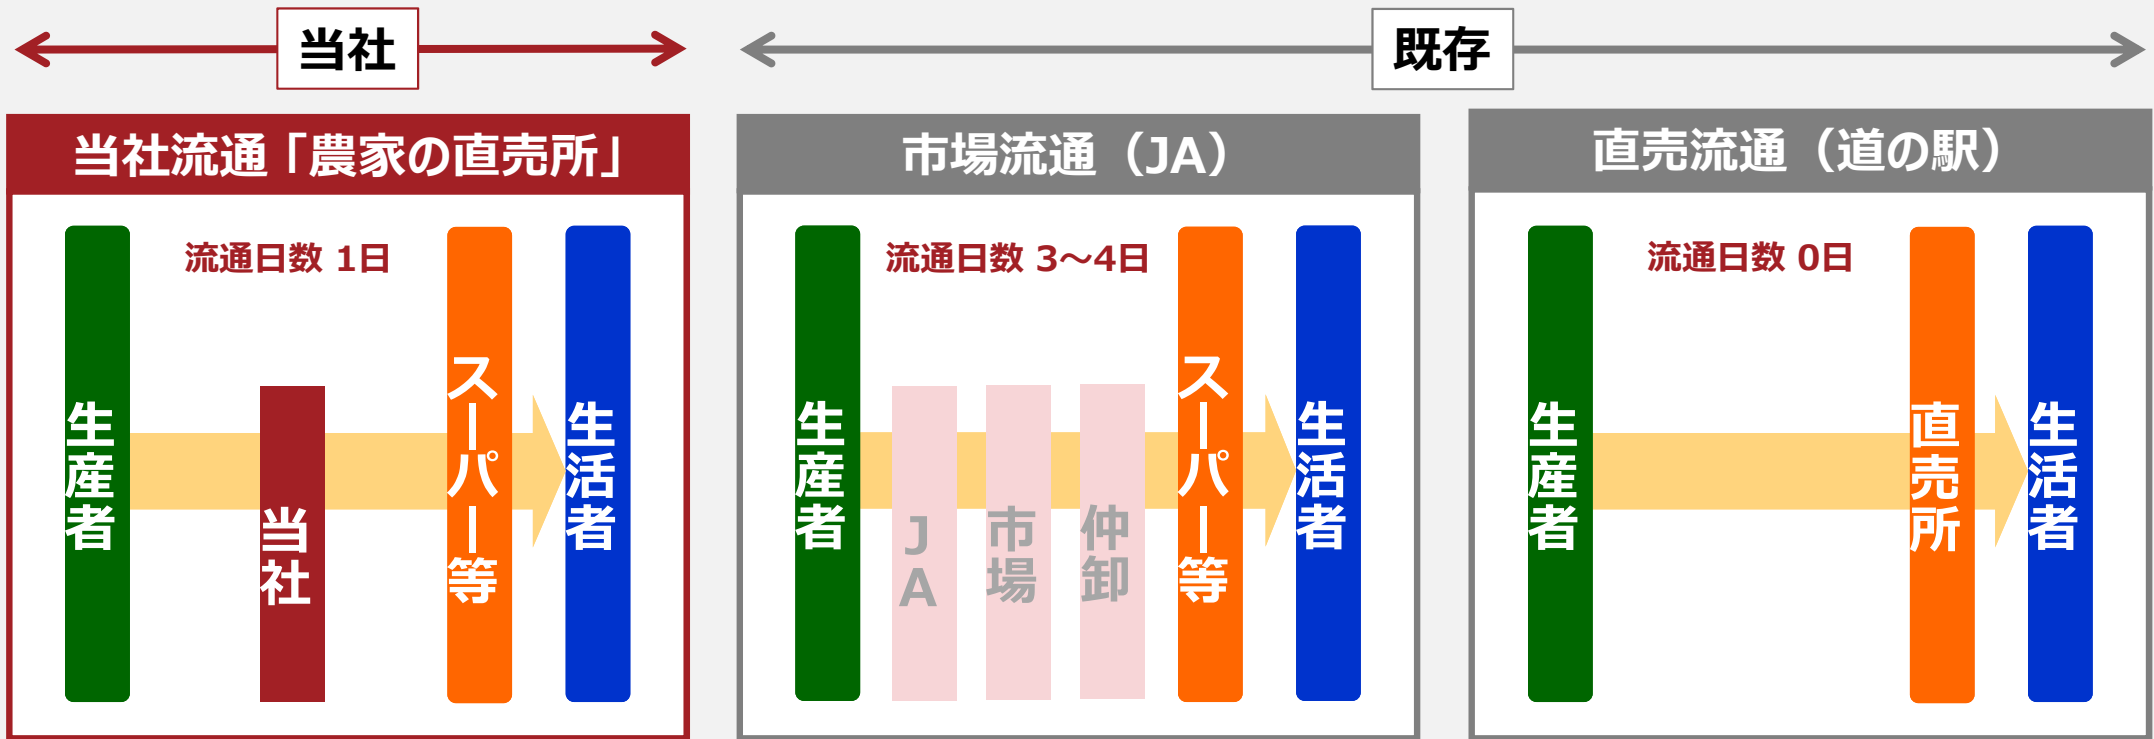 当社
既存
当社流通「農家の直売所」
市場流通（JA）
直売流通（道の駅）
流通日数 1日
生産者
当社
スーパー等
生活者
流通日数 3～4日
生産者
JA
市場
仲卸
スーパー等
生活者
流通日数 0日
生産者
直売所
生活者